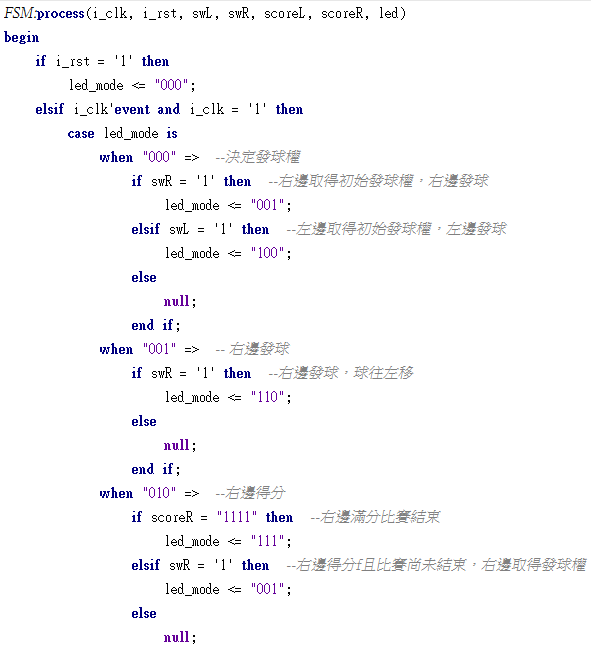 FSM:process(i_clk, i_rst, swL, swR, scoreL, scoreR, led)
begin
    if i_rst = '1' then
        led_mode <= "000";
    elsif i_clk'event and i_clk = '1' then
        case led_mode is
            when "000" =>  --決定發球權
                if swR = '1' then  --右邊取得初始發球權，右邊發球
                    led_mode <= "001";
                elsif swL = '1' then  --左邊取得初始發球權，左邊發球
                    led_mode <= "100";
                else
                    null;
                end if;
            when "001" =>  -- 右邊發球
                if swR = '1' then  --右邊發球，球往左移
                    led_mode <= "110";
                else
                    null;
                end if;
            when "010" =>  --右邊得分
                if scoreR = "1111" then  --右邊滿分比賽結束
                    led_mode <= "111";
                elsif swR = '1' then  --右邊得分f且比賽尚未結束，右邊取得發球權
                    led_mode <= "001";
                else
                    null;